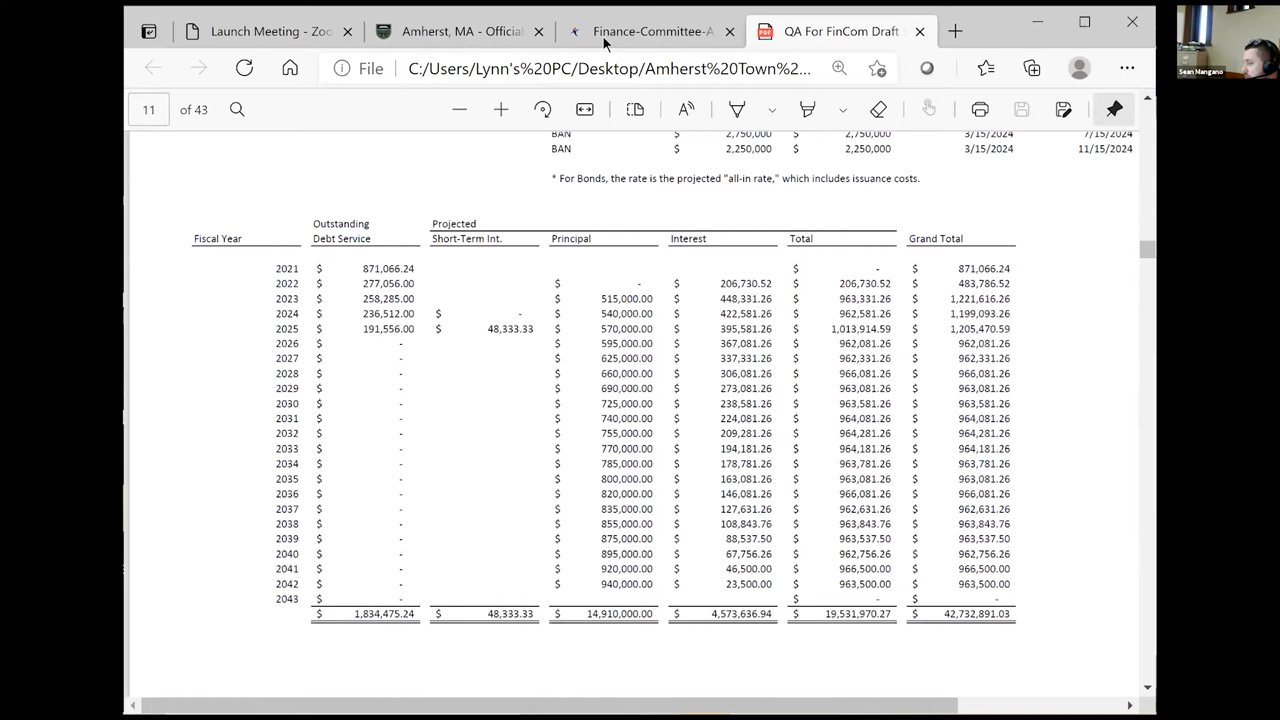 Launch Meeting - Zoo
Amherst, MA - Official
Finance-Committee-A
QA For FinCom Draft
File C:/Users/Lynn's%20PC/Desktop/Amherst%20Town%2...
11 of 43
BAN $ 2,750,000 $ 2,750,000 3/15/2024 7/15/2024
BAN $ 2,250,000 $ 2,250,000 3/15/2024 11/15/2024
* For Bonds, the rate is the projected "all-in rate," which includes issuance costs.
Outstanding Projected
Fiscal Year Debt Service Short-Term Int. Principal Interest Total Grand Total
2021 $ 871,066.24 $ - $ 871,066.24
2022 $ 277,056.00 $ - $ 206,730.52 $ 206,730.52 $ 483,786.52
2023 $ 258,285.00 $ 515,000.00 $ 448,331.26 $ 963,331.26 $ 1,221,616.26
2024 $ 236,512.00 $ - $ 540,000.00 $ 422,581.26 $ 962,581.26 $ 1,199,093.26
2025 $ 191,556.00 $ 48,333.33 $ 570,000.00 $ 395,581.26 $ 1,013,914.59 $ 1,205,470.59
2026 $ - $ 595,000.00 $ 367,081.26 $ 962,081.26 $ 962,081.26
2027 $ - $ 625,000.00 $ 337,331.26 $ 962,331.26 $ 962,331.26
2028 $ - $ 660,000.00 $ 306,081.26 $ 966,081.26 $ 966,081.26
2029 $ - $ 690,000.00 $ 273,081.26 $ 963,081.26 $ 963,081.26
2030 $ - $ 725,000.00 $ 238,581.26 $ 963,581.26 $ 963,581.26
2031 $ - $ 740,000.00 $ 224,081.26 $ 964,081.26 $ 964,081.26
2032 $ - $ 755,000.00 $ 209,281.26 $ 964,281.26 $ 964,281.26
2033 $ - $ 770,000.00 $ 194,181.26 $ 964,181.26 $ 964,181.26
2034 $ - $ 785,000.00 $ 178,781.26 $ 963,781.26 $ 963,781.26
2035 $ - $ 800,000.00 $ 163,081.26 $ 963,081.26 $ 963,081.26
2036 $ - $ 820,000.00 $ 146,081.26 $ 966,081.26 $ 966,081.26
2037 $ - $ 835,000.00 $ 127,631.26 $ 962,631.26 $ 962,631.26
2038 $ - $ 855,000.00 $ 108,843.76 $ 963,843.76 $ 963,843.76
2039 $ - $ 875,000.00 $ 88,537.50 $ 963,537.50 $ 963,537.50
2040 $ - $ 895,000.00 $ 67,756.26 $ 962,756.26 $ 962,756.26
2041 $ - $ 920,000.00 $ 46,500.00 $ 966,500.00 $ 966,500.00
2042 $ - $ 940,000.00 $ 23,500.00 $ 963,500.00 $ 963,500.00
2043 $ $ - $ -
$ 1,834,475.24 $ 48,333.33 $ 14,910,000.00 $ 4,573,636.94 $ 19,531,970.27 $ 42,732,891.03
Sean Mangano